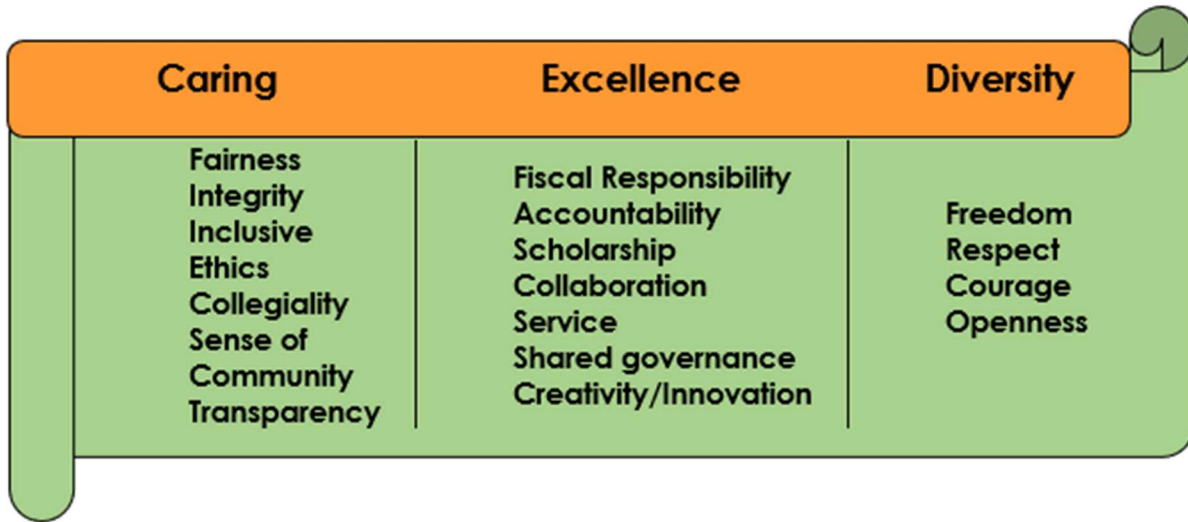 Caring Excellence Diversity
Fairness
Integrity
Inclusive
Ethics
Collegiality
Sense of
Community
Transparency
Fiscal Responsibility
Accountability
Scholarship
Collaboration
Service
Shared governance
Creativity/Innovation
Freedom
Respect
Courage
Openness